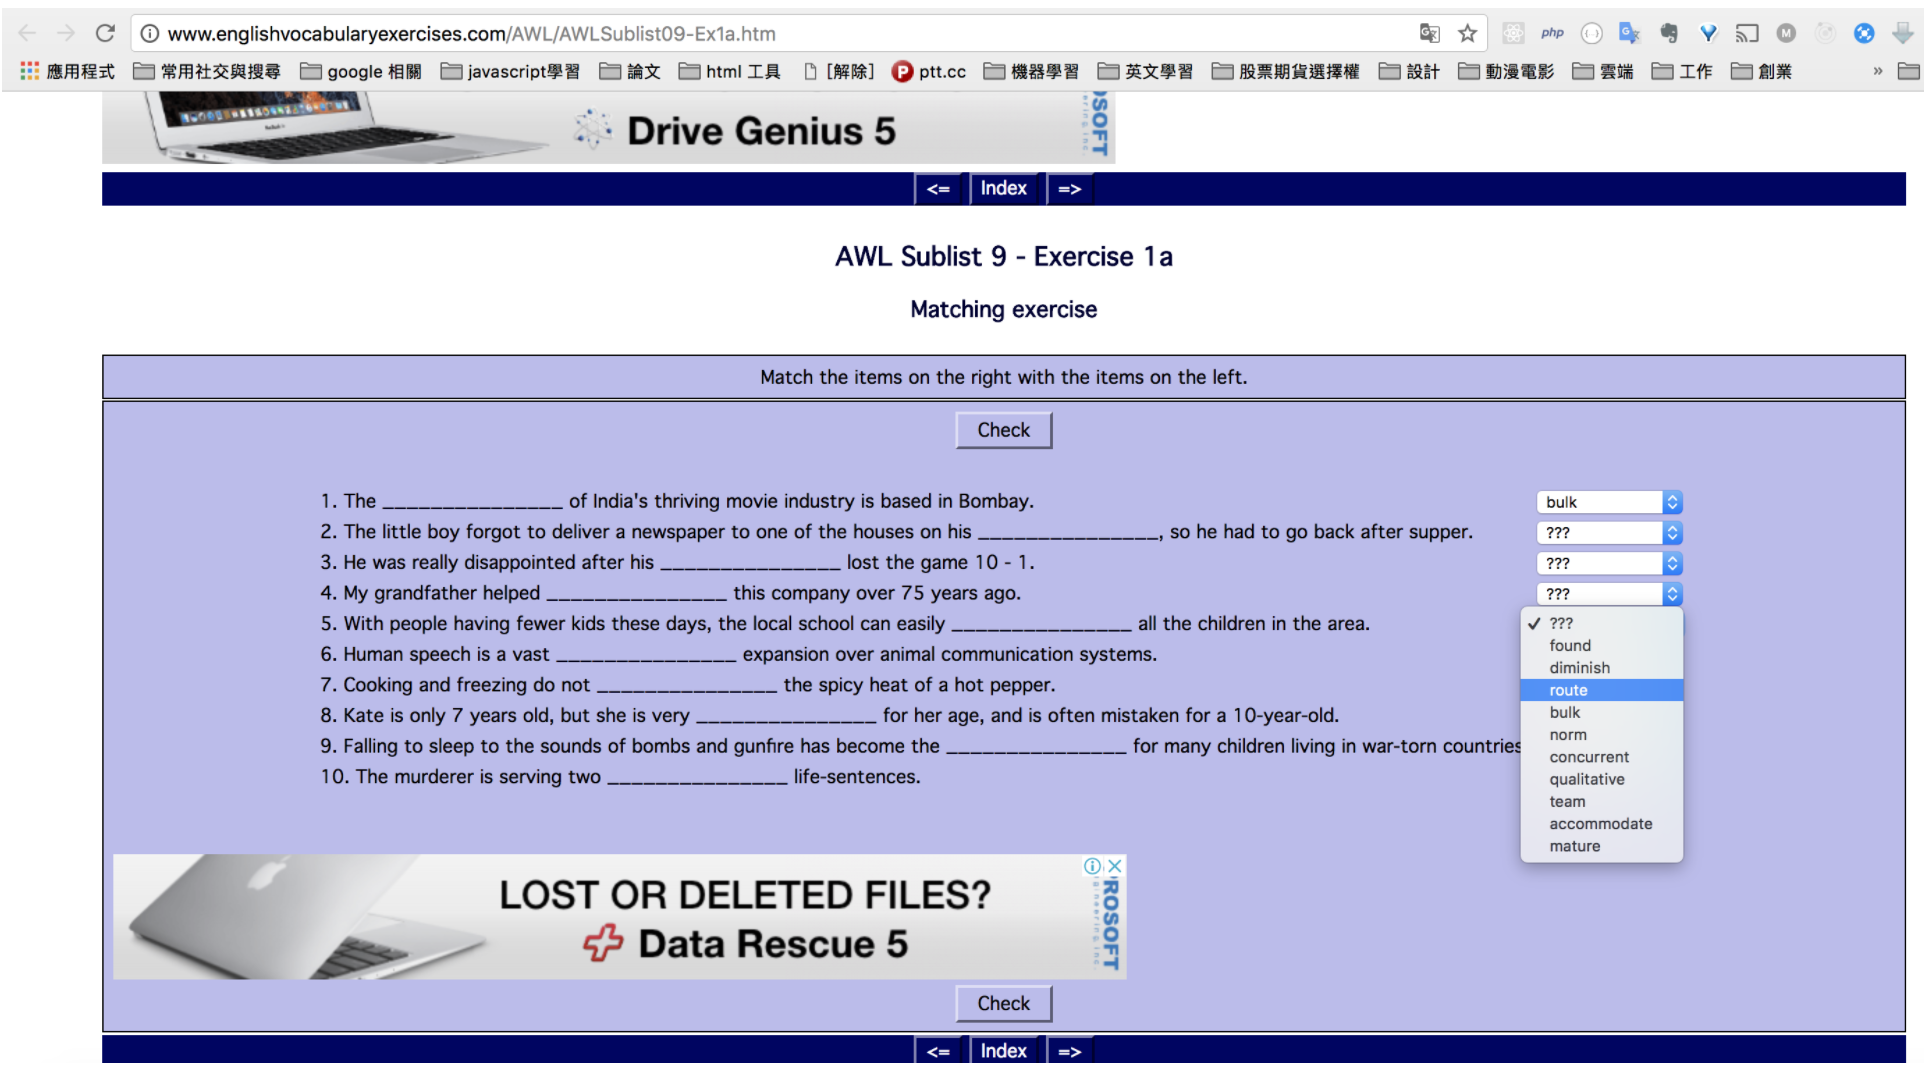 www.englishvocabularyexercises.com/AWL/AWLSublist09-Ex1a.htm
php
M
應用程式 常用社交與搜尋 google 相關 javascript學習 論文 html 工具 [解除] P ptt.cc 機器學習 英文學習 股票期貨選擇權 設計 動漫電影 雲端 工作 創業 »
Drive Genius 5
<= Index =>
AWL Sublist 9 - Exercise 1a
Matching exercise
Match the items on the right with the items on the left.
Check
1. The _______________ of India's thriving movie industry is based in Bombay. bulk
2. The little boy forgot to deliver a newspaper to one of the houses on his _______________, so he had to go back after supper. ???
3. He was really disappointed after his _______________ lost the game 10 - 1. ???
4. My grandfather helped _______________ this company over 75 years ago. ???
5. With people having fewer kids these days, the local school can easily _______________ all the children in the area.
6. Human speech is a vast _______________ expansion over animal communication systems.
7. Cooking and freezing do not _______________ the spicy heat of a hot pepper.
8. Kate is only 7 years old, but she is very _______________ for her age, and is often mistaken for a 10-year-old.
9. Falling to sleep to the sounds of bombs and gunfire has become the _______________ for many children living in war-torn countries
10. The murderer is serving two _______________ life-sentences.
✓ ???
found
diminish
route
bulk
norm
concurrent
qualitative
team
accommodate
mature
LOST OR DELETED FILES?
Data Rescue 5
Check
<= Index =>